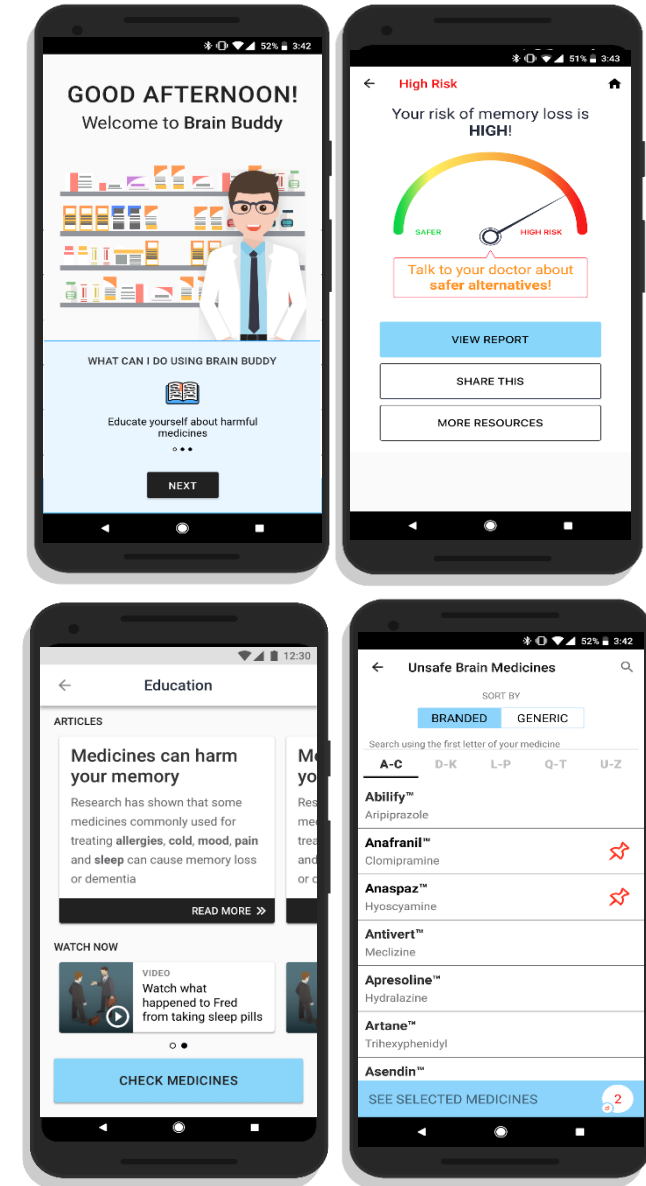 52% 3:42
GOOD AFTERNOON!
Welcome to Brain Buddy
WHAT CAN I DO USING BRAIN BUDDY
Educate yourself about harmful
medicines
NEXT
51% 3:43
High Risk
Your risk of memory loss is
HIGH!
SAFER
HIGH RISK
Talk to your doctor about
safer alternatives!
VIEW REPORT
SHARE THIS
MORE RESOURCES
12:30
Education
ARTICLES
Medicines can harm
your memory
Research has shown that some
medicines commonly used for
treating allergies, cold, mood, pain
and sleep can cause memory loss
or dementia
READ MORE
WATCH NOW
VIDEO
Watch what
happened to Fred
from taking sleep pills
CHECK MEDICINES
52% 3:42
Unsafe Brain Medicines
SORT BY
BRANDED GENERIC
Search using the first letter of your medicine
A-C D-K L-P Q-T U-Z
Abilify™
Aripiprazole
Anafranil™
Clomipramine
Anaspaz™
Hyoscyamine
Antivert™
Meclizine
Apresoline™
Hydralazine
Artane™
Trihexyphenidyl
Asendin™
SEE SELECTED MEDICINES 2